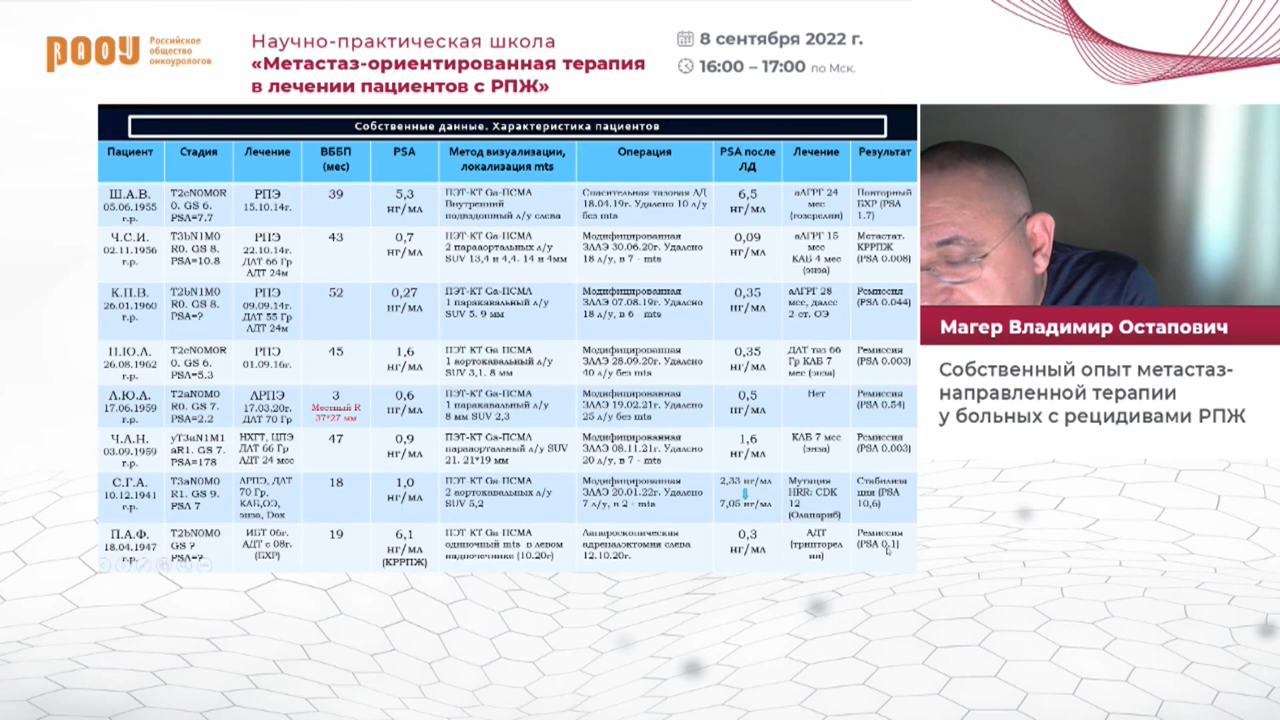 РАОУ
Российское
общество
онкоурологов
Научно-практическая школа
«Метастаз-ориентированная терапия
в лечении пациентов с РПЖ»
8 сентября 2022 г.
16:00 – 17:00 по Мск.
Собственные данные. Характеристика пациентов
Пациент Стадия Лечение ВББП (мес) PSA Метод визуализации, локализация mts Операция PSA после ЛД Лечение Результат
Ш.А.В. 05.06.1955 г.р. T2cN0M0R 0. GS 6. PSA=7.7 РПЭ 15.10.14г. 39 5,3 нг/мл ПЭТ-КТ Ga-ПСМА Внутренний подвздошный л/у слева Спасительная тазовая ЛД 18.04.19г. Удалено 10 л/у без mts 6,5 нг/мл аЛГРГ 24 мес (гозерелин) Повторный БХР (PSA 1.7)
Ч.С.И. 02.11.1956 г.р. T3bN1M0 R0. GS 8. PSA=10.8 РПЭ 22.10.14г. ДЛТ 66 Гр АДТ 24м 43 0,7 нг/мл ПЭТ-КТ Ga-ПСМА 2 парааортальных л/у SUV 13,4 и 4,4. 14 и 4мм Модифицированная ЗЛАЭ 30.06.20г. Удалено 18 л/у, в 7 - mts 0,09 нг/мл аЛГРГ 15 мес КАБ 4 мес (энза) Метастат. КРРПЖ (PSA 0.008)
К.П.В. 26.01.1960 г.р. T2bN1M0 R0. GS 8. PSA=? РПЭ 09.09.14г. ДЛТ 55 Гр АДТ 24м 52 0,27 нг/мл ПЭТ-КТ Ga-ПСМА 1 паракавальный л/у SUV 5. 9 мм Модифицированная ЗЛАЭ 07.08.19г. Удалено 18 л/у, в 6 - mts 0,35 нг/мл аЛГРГ 28 мес, далее 2-ст. ОЭ Ремиссия (PSA 0.044)
П.Ю.А. 26.08.1962 г.р. T2cN0M0R 0. GS 6. PSA=5.3 РПЭ 01.09.16г. 45 1,6 нг/мл ПЭТ-КТ Ga-ПСМА 1 аортокавальный л/у SUV 3,1. 8 мм Модифицированная ЗЛАЭ 28.09.20г. Удалено 40 л/у без mts 0,35 нг/мл ДЛТ таз 66 Гр КАБ 7 мес (энза) Ремиссия (PSA 0.003)
Л.Ю.А. 17.06.1959 г.р. T2aN0M0 R0. GS 7. PSA=2.2 АРПЭ 17.03.20г. ДЛТ 70 Гр 3 Местный R 37*27 мм 0,6 нг/мл ПЭТ-КТ Ga-ПСМА 1 паракавальный л/у 8 мм SUV 2,3 Модифицированная ЗЛАЭ 19.02.21г. Удалено 25 л/у без mts 0,5 нг/мл Нет Ремиссия (PSA 0.54)
Ч.А.Н. 03.09.1959 г.р. yT3aN1M1 aR1. GS 7. PSA=178 НХГТ, ЦПЭ ДЛТ 66 Гр АДТ 24 мес 47 0,9 нг/мл ПЭТ-КТ Ga-ПСМА парааортальный л/у SUV 21. 21*19 мм Модифицированная ЗЛАЭ 08.11.21г. Удалено 20 л/у, в 7 - mts 1,6 нг/мл КАБ 7 мес (энза) Ремиссия (PSA 0.003)
С.Г.А. 10.12.1941 г.р. T3aN0M0 R1. GS 9. PSA 7 АРПЭ, ДЛТ 70 Гр, КАБ,ОЭ, энза, Dox 18 1,0 нг/мл ПЭТ-КТ Ga-ПСМА 2 аортокавальных л/у SUV 5,2 Модифицированная ЗЛАЭ 20.01.22г. Удалено 7 л/у, в 2 - mts 2,33 нг/мл 7,05 нг/мл Мутация HRR: CDK 12 (Олапариб) Стабилиза ция (PSA 10,6)
П.А.Ф. 18.04.1947 г.р. T2bN0M0 GS ? PSA=? ИБТ 06г. АДТ с 08г. (БХР) 19 6,1 нг/мл (КРРПЖ) ПЭТ-КТ Ga-ПСМА одиночный mts в левом надпочечнике (10.20г) Лапароскопическая адреналэктомия слева 12.10.20г. 0,3 нг/мл АДТ (трипторел ин) Ремиссия (PSA 0.1)
Магер Владимир Остапович
Собственный опыт метастаз-
направленной терапии
у больных с рецидивами РПЖ